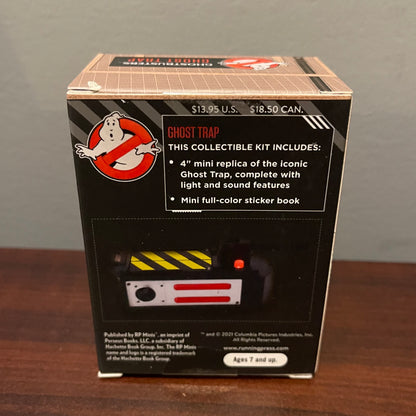 GHOSTBUSTERS
GHOST TRAP
$13.95 U.S. $18.50 CAN.
GHOST TRAP
THIS COLLECTIBLE KIT INCLUDES:
• 4" mini replica of the iconic
Ghost Trap, complete with
light and sound features
• Mini full-color sticker book
Published by RP Minis™, an imprint of
Perseus Books, LLC, a subsidiary of
Hachette Book Group, Inc. The RP Minis
name and logo is a registered trademark
of the Hachette Book Group.
™ and © 2021 Columbia Pictures Industries, Inc.
All Rights Reserved.
www.runningpress.com
Ages 7 and up.